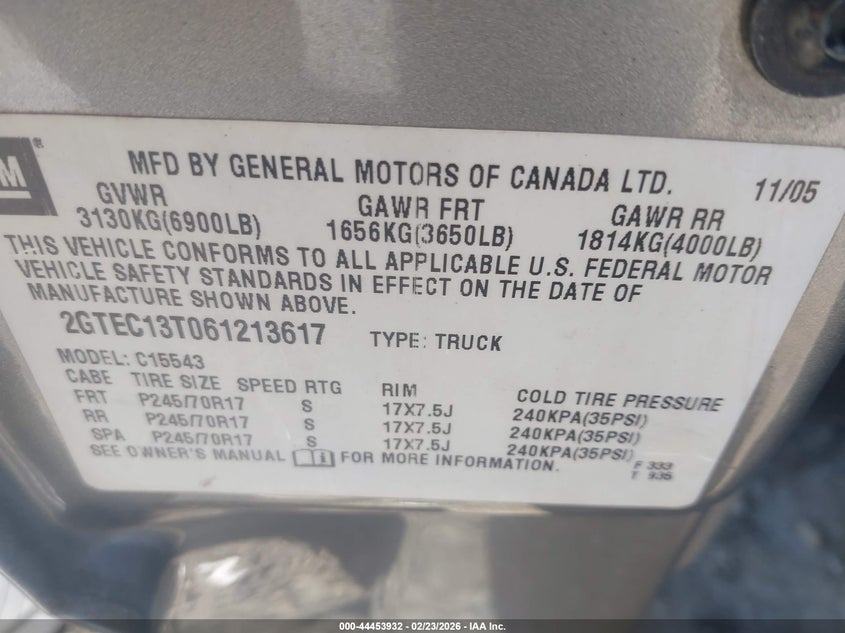 M®
MFD BY GENERAL MOTORS OF CANADA LTD. 11/05
GVWR GAWR FRT GAWR RR
3130KG(6900LB) 1656KG(3650LB) 1814KG(4000LB)
THIS VEHICLE CONFORMS TO ALL APPLICABLE U.S. FEDERAL MOTOR
VEHICLE SAFETY STANDARDS IN EFFECT ON THE DATE OF
MANUFACTURE SHOWN ABOVE.
2GTEC13T061213617 TYPE: TRUCK
MODEL: C15543
CABE TIRE SIZE SPEED RTG RIM COLD TIRE PRESSURE
FRT P245/70R17 S 17X7.5J 240KPA(35PSI)
RR P245/70R17 S 17X7.5J 240KPA(35PSI)
SPA P245/70R17 S 17X7.5J 240KPA(35PSI)
SEE OWNER'S MANUAL FOR MORE INFORMATION.
F 333
T 935
000-44453932 - 02/23/2026 - IAA Inc.